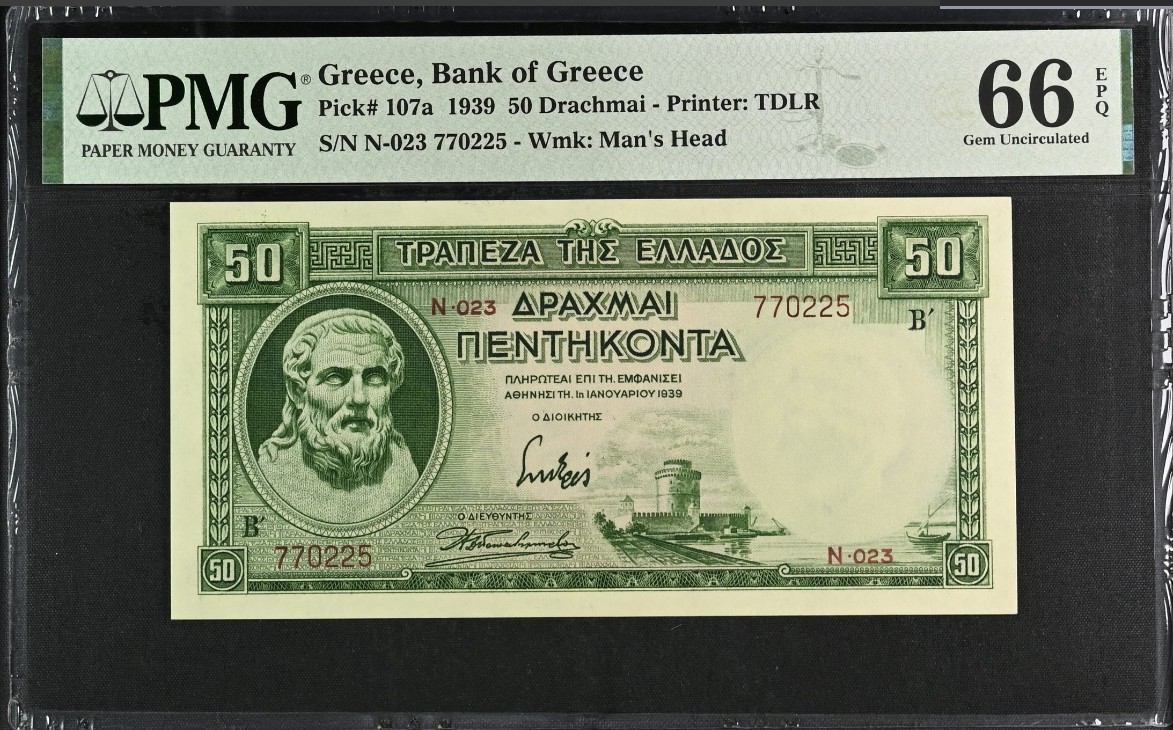 PMG®
PAPER MONEY GUARANTY
Greece, Bank of Greece
Pick# 107a 1939 50 Drachmai - Printer: TDLR
S/N N-023 770225 - Wmk: Man's Head
66
EPQ
Gem Uncirculated
50
ΤΡΑΠΕΖΑ ΤΗΣ ΕΛΛΑΔΟΣ
50
N·023
ΔΡΑΧΜΑΙ
770225
Β΄
ΠΕΝΤΗΚΟΝΤΑ
ΠΛΗΡΩΤΕΑΙ ΕΠΙ ΤΗ. ΕΜΦΑΝΙΣΕΙ
ΑΘΗΝΗΣΙ ΤΗ. 1η ΙΑΝΟΥΑΡΙΟΥ 1939
Ο ΔΙΟΙΚΗΤΗΣ
Ο ΔΙΕΥΘΥΝΤΗΣ
Β΄
770225
N·023
50
50